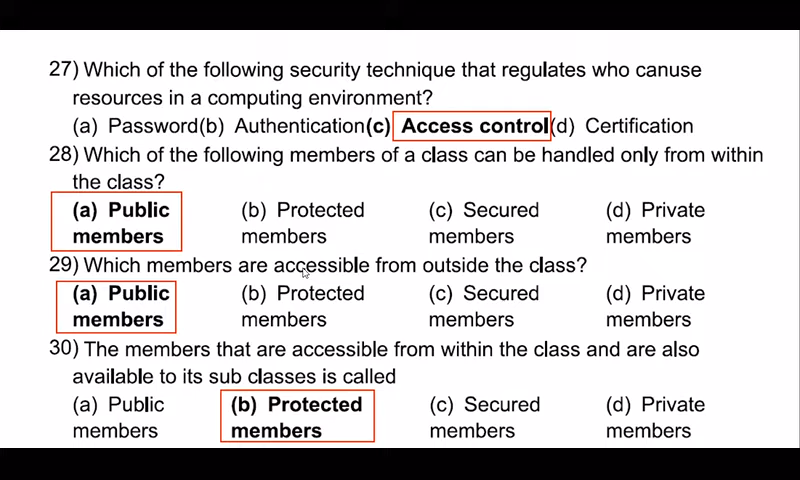 27) Which of the following security technique that regulates who canuse
resources in a computing environment?
(a) Password(b) Authentication(c) Access control(d) Certification
28) Which of the following members of a class can be handled only from within
the class?
(a) Public (b) Protected (c) Secured (d) Private
members members members members
29) Which members are accessible from outside the class?
(a) Public (b) Protected (c) Secured (d) Private
members members members members
30) The members that are accessible from within the class and are also
available to its sub classes is called
(a) Public (b) Protected (c) Secured (d) Private
members members members members